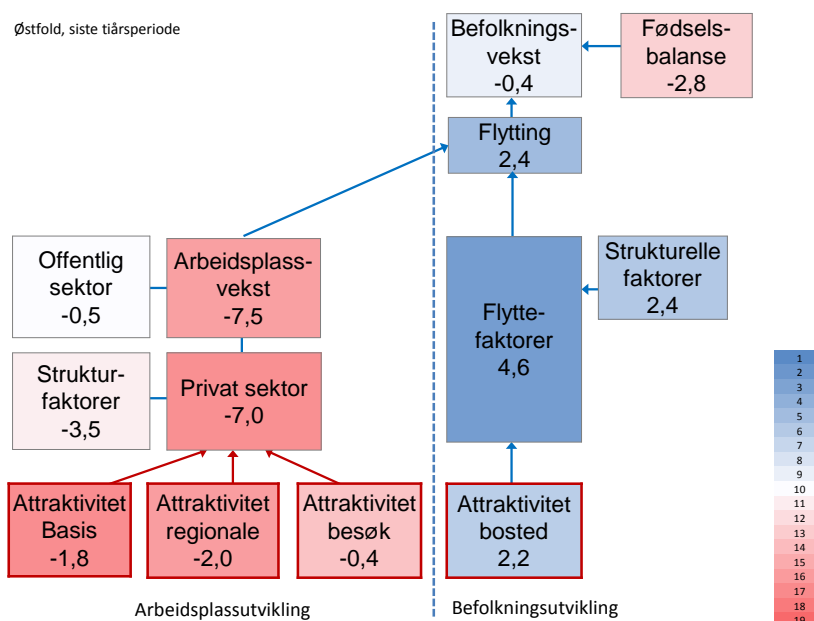 Østfold, siste tiårsperiode
Befolknings-
vekst
-0,4
Fødsels-
balanse
-2,8
Flytting
2,4
Offentlig
sektor
-0,5
Arbeidsplass-
vekst
-7,5
Flytte-
faktorer
4,6
Strukturelle
faktorer
2,4
Struktur-
faktorer
-3,5
Privat sektor
-7,0
Attraktivitet
Basis
-1,8
Attraktivitet
regionale
-2,0
Attraktivitet
besøk
-0,4
Attraktivitet
bosted
2,2
Arbeidsplassutvikling
Befolkningsutvikling
1
2
3
4
5
6
7
8
9
10
11
12
13
14
15
16
17
18
19